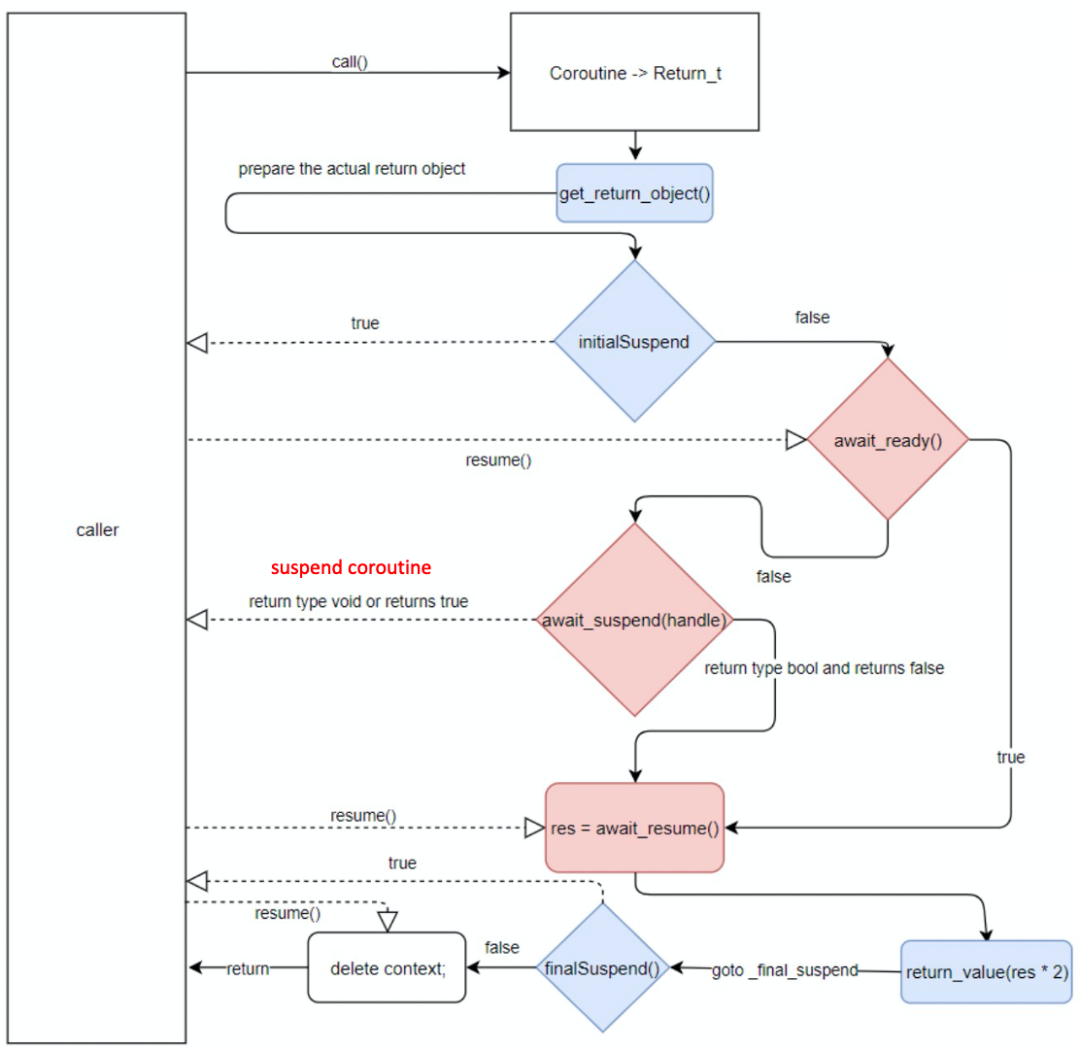 call()
Coroutine -> Return_t
prepare the actual return object
get_return_object()
true
false
initialSuspend
await_ready()
resume()
caller
suspend coroutine
false
return type void or returns true
await_suspend(handle)
return type bool and returns false
true
resume()
res = await_resume()
true
resume()
false
return
delete context;
finalSuspend()
goto _final_suspend
return_value(res * 2)